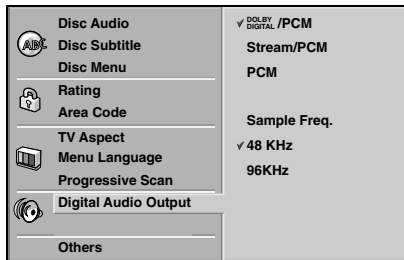 ABC
Disc Audio
Disc Subtitle
Disc Menu
Rating
Area Code
TV Aspect
Menu Language
Progressive Scan
Digital Audio Output
Others
✓ DOLBY DIGITAL /PCM
Stream/PCM
PCM
Sample Freq.
✓ 48 KHz
96KHz